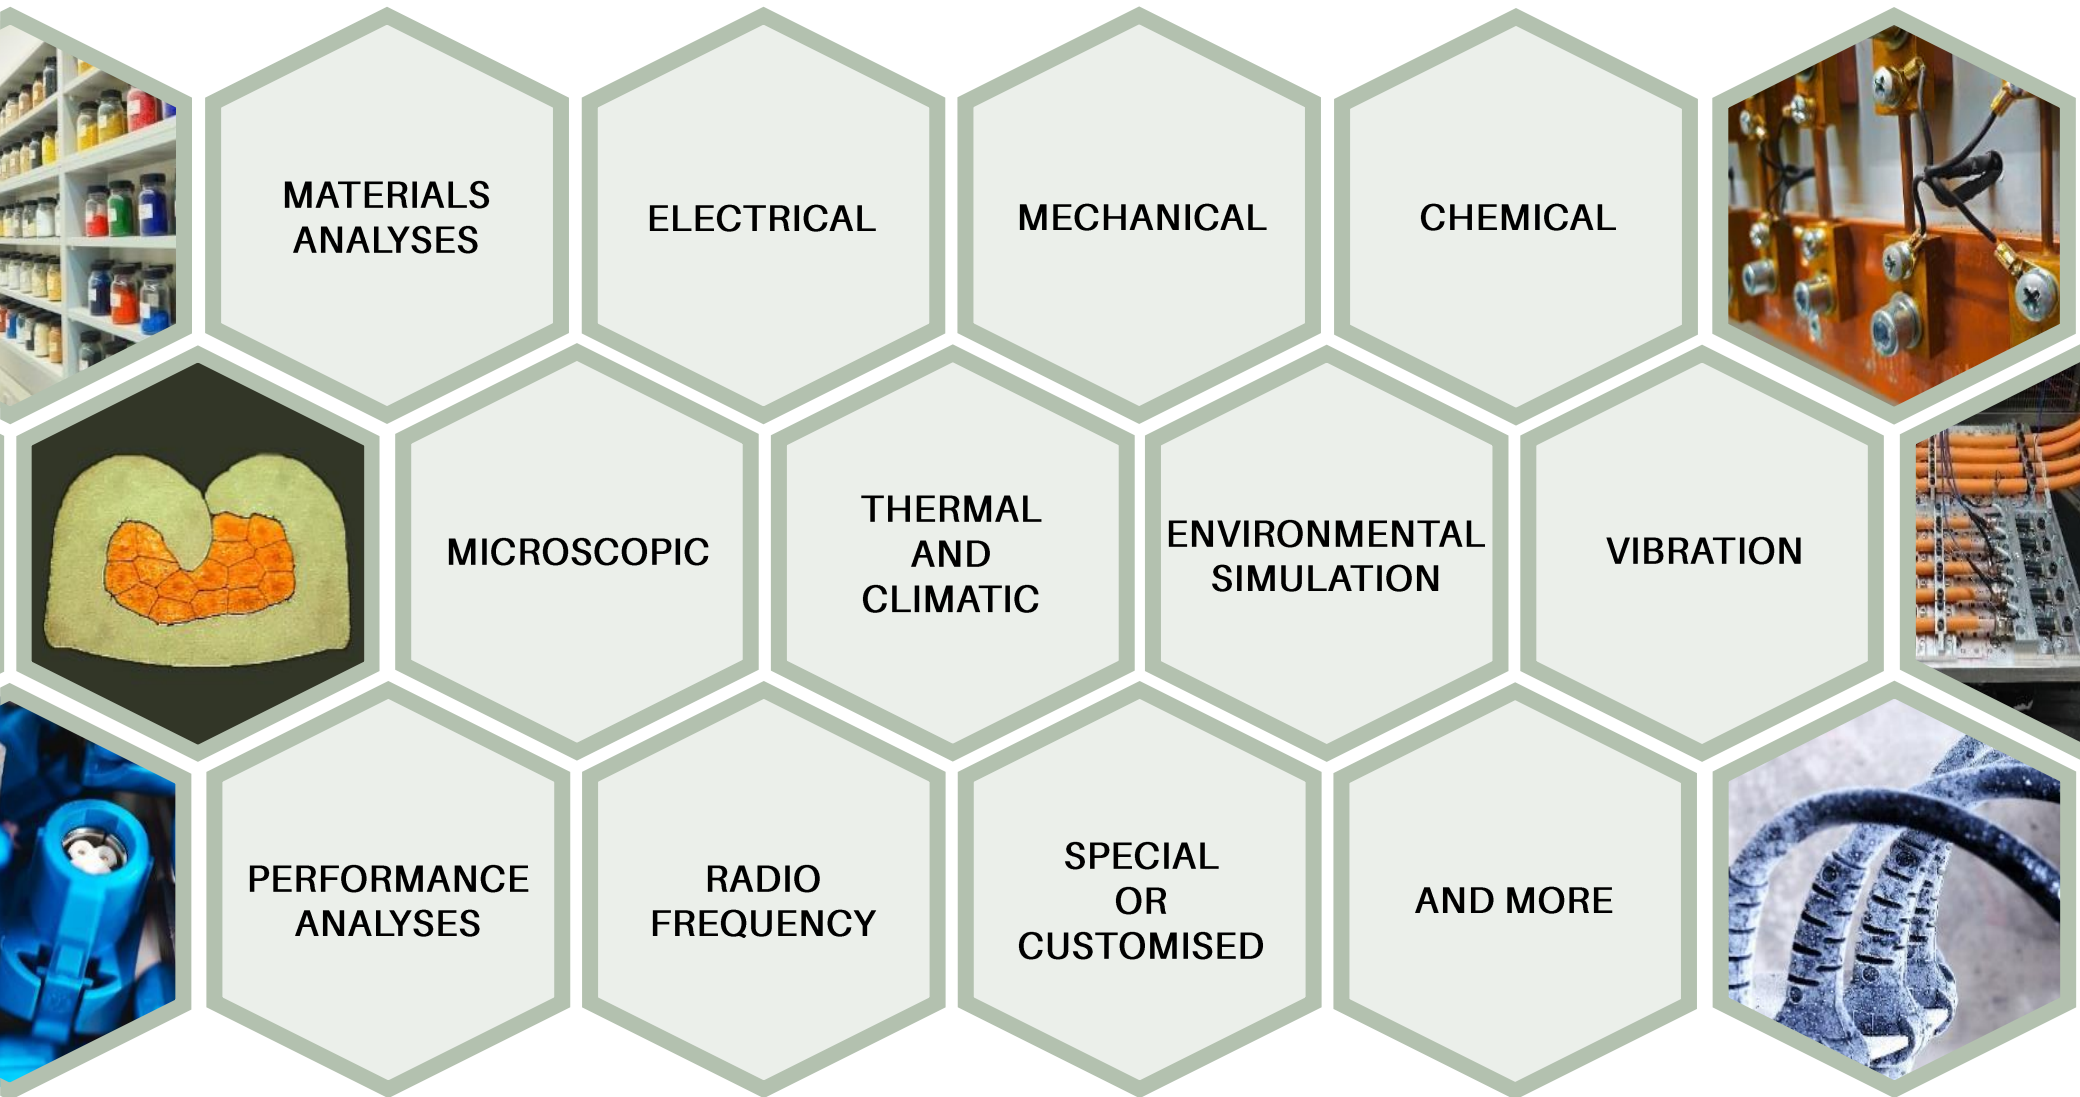 MATERIALS
ANALYSES
ELECTRICAL
MECHANICAL
CHEMICAL
MICROSCOPIC
THERMAL
AND
CLIMATIC
ENVIRONMENTAL
SIMULATION
VIBRATION
PERFORMANCE
ANALYSES
RADIO
FREQUENCY
SPECIAL
OR
CUSTOMISED
AND MORE